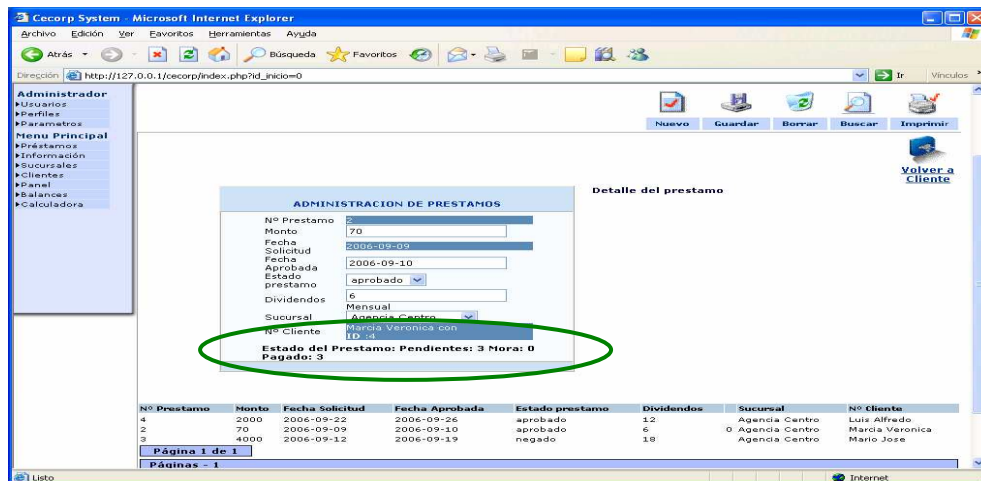 Cecorp System - Microsoft Internet Explorer
Archivo Edición Ver Favoritos Herramientas Ayuda
Atrás Búsqueda Favoritos
Dirección http://127.0.0.1/cecorp/index.php?id_inicio=0 Ir Vínculos
Administrador
Usuarios
Perfiles
Parametros
Menu Principal
Préstamos
Información
Sucursales
Clientes
Panel
Balances
Calculadora
Nuevo Guardar Borrar Buscar Imprimir
Volver a
Cliente
Detalle del prestamo
ADMINISTRACION DE PRESTAMOS
Nº Prestamo 2
Monto 70
Fecha
Solicitud 2006-09-09
Fecha
Aprobada 2006-09-10
Estado
prestamo aprobado
Dividendos 6
Mensual
Sucursal Agencia Centro
Nº Cliente Marcia Veronica con
ID :4
Estado del Prestamo: Pendientes: 3 Mora: 0
Pagado: 3
Nº Prestamo Monto Fecha Solicitud Fecha Aprobada Estado prestamo Dividendos Sucursal Nº Cliente
4 2000 2006-09-22 2006-09-26 aprobado 12 Agencia Centro Luis Alfredo
2 70 2006-09-09 2006-09-10 aprobado 6 0 Agencia Centro Marcia Veronica
3 4000 2006-09-12 2006-09-19 negado 18 Agencia Centro Mario Jose
Página 1 de 1
Páginas - 1
Listo Internet